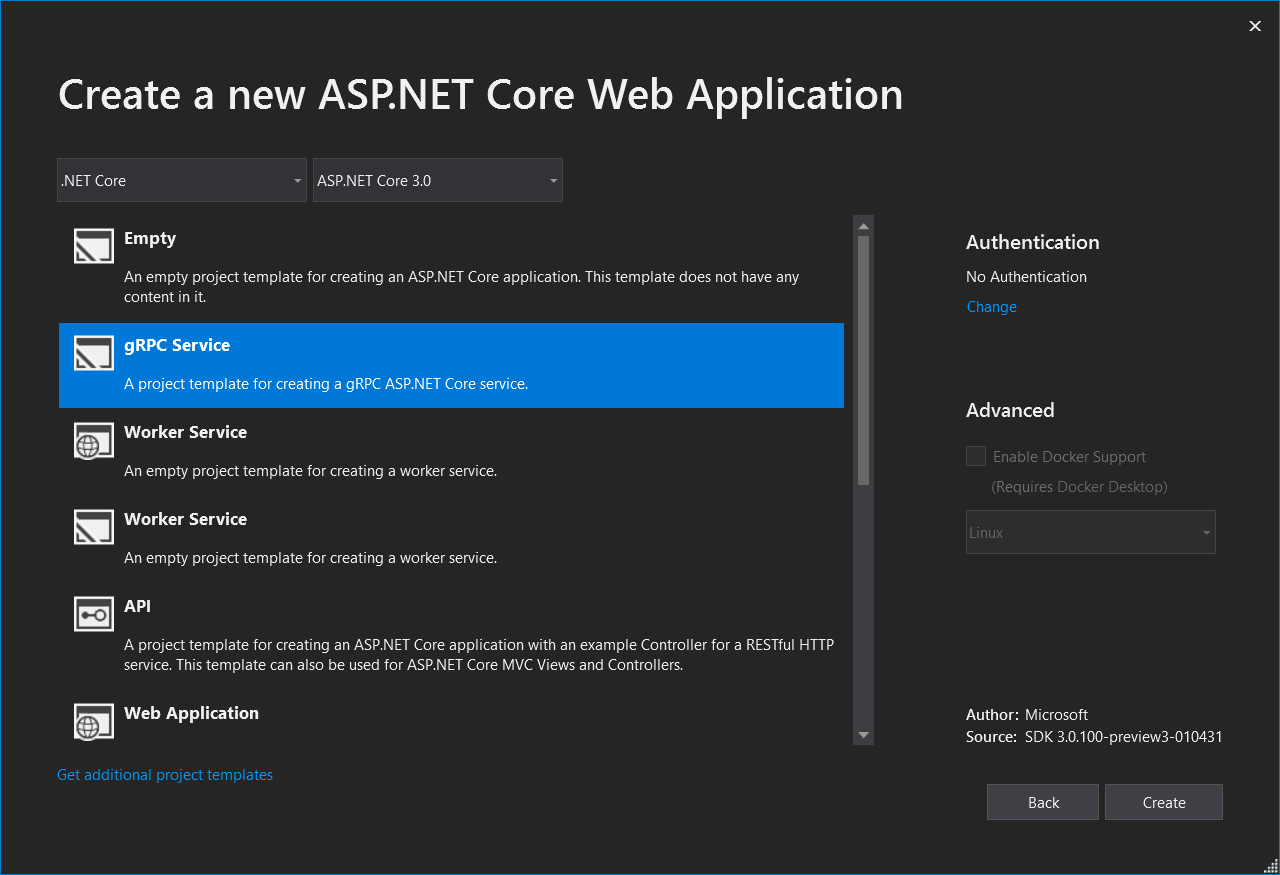 Create a new ASP.NET Core Web Application
.NET Core
ASP.NET Core 3.0
Empty
An empty project template for creating an ASP.NET Core application. This template does not have any
content in it.
gRPC Service
A project template for creating a gRPC ASP.NET Core service.
Worker Service
An empty project template for creating a worker service.
Worker Service
An empty project template for creating a worker service.
API
A project template for creating an ASP.NET Core application with an example Controller for a RESTful HTTP
service. This template can also be used for ASP.NET Core MVC Views and Controllers.
Web Application
Get additional project templates
Authentication
No Authentication
Change
Advanced
Enable Docker Support
(Requires Docker Desktop)
Linux
Author: Microsoft
Source: SDK 3.0.100-preview3-010431
Back
Create